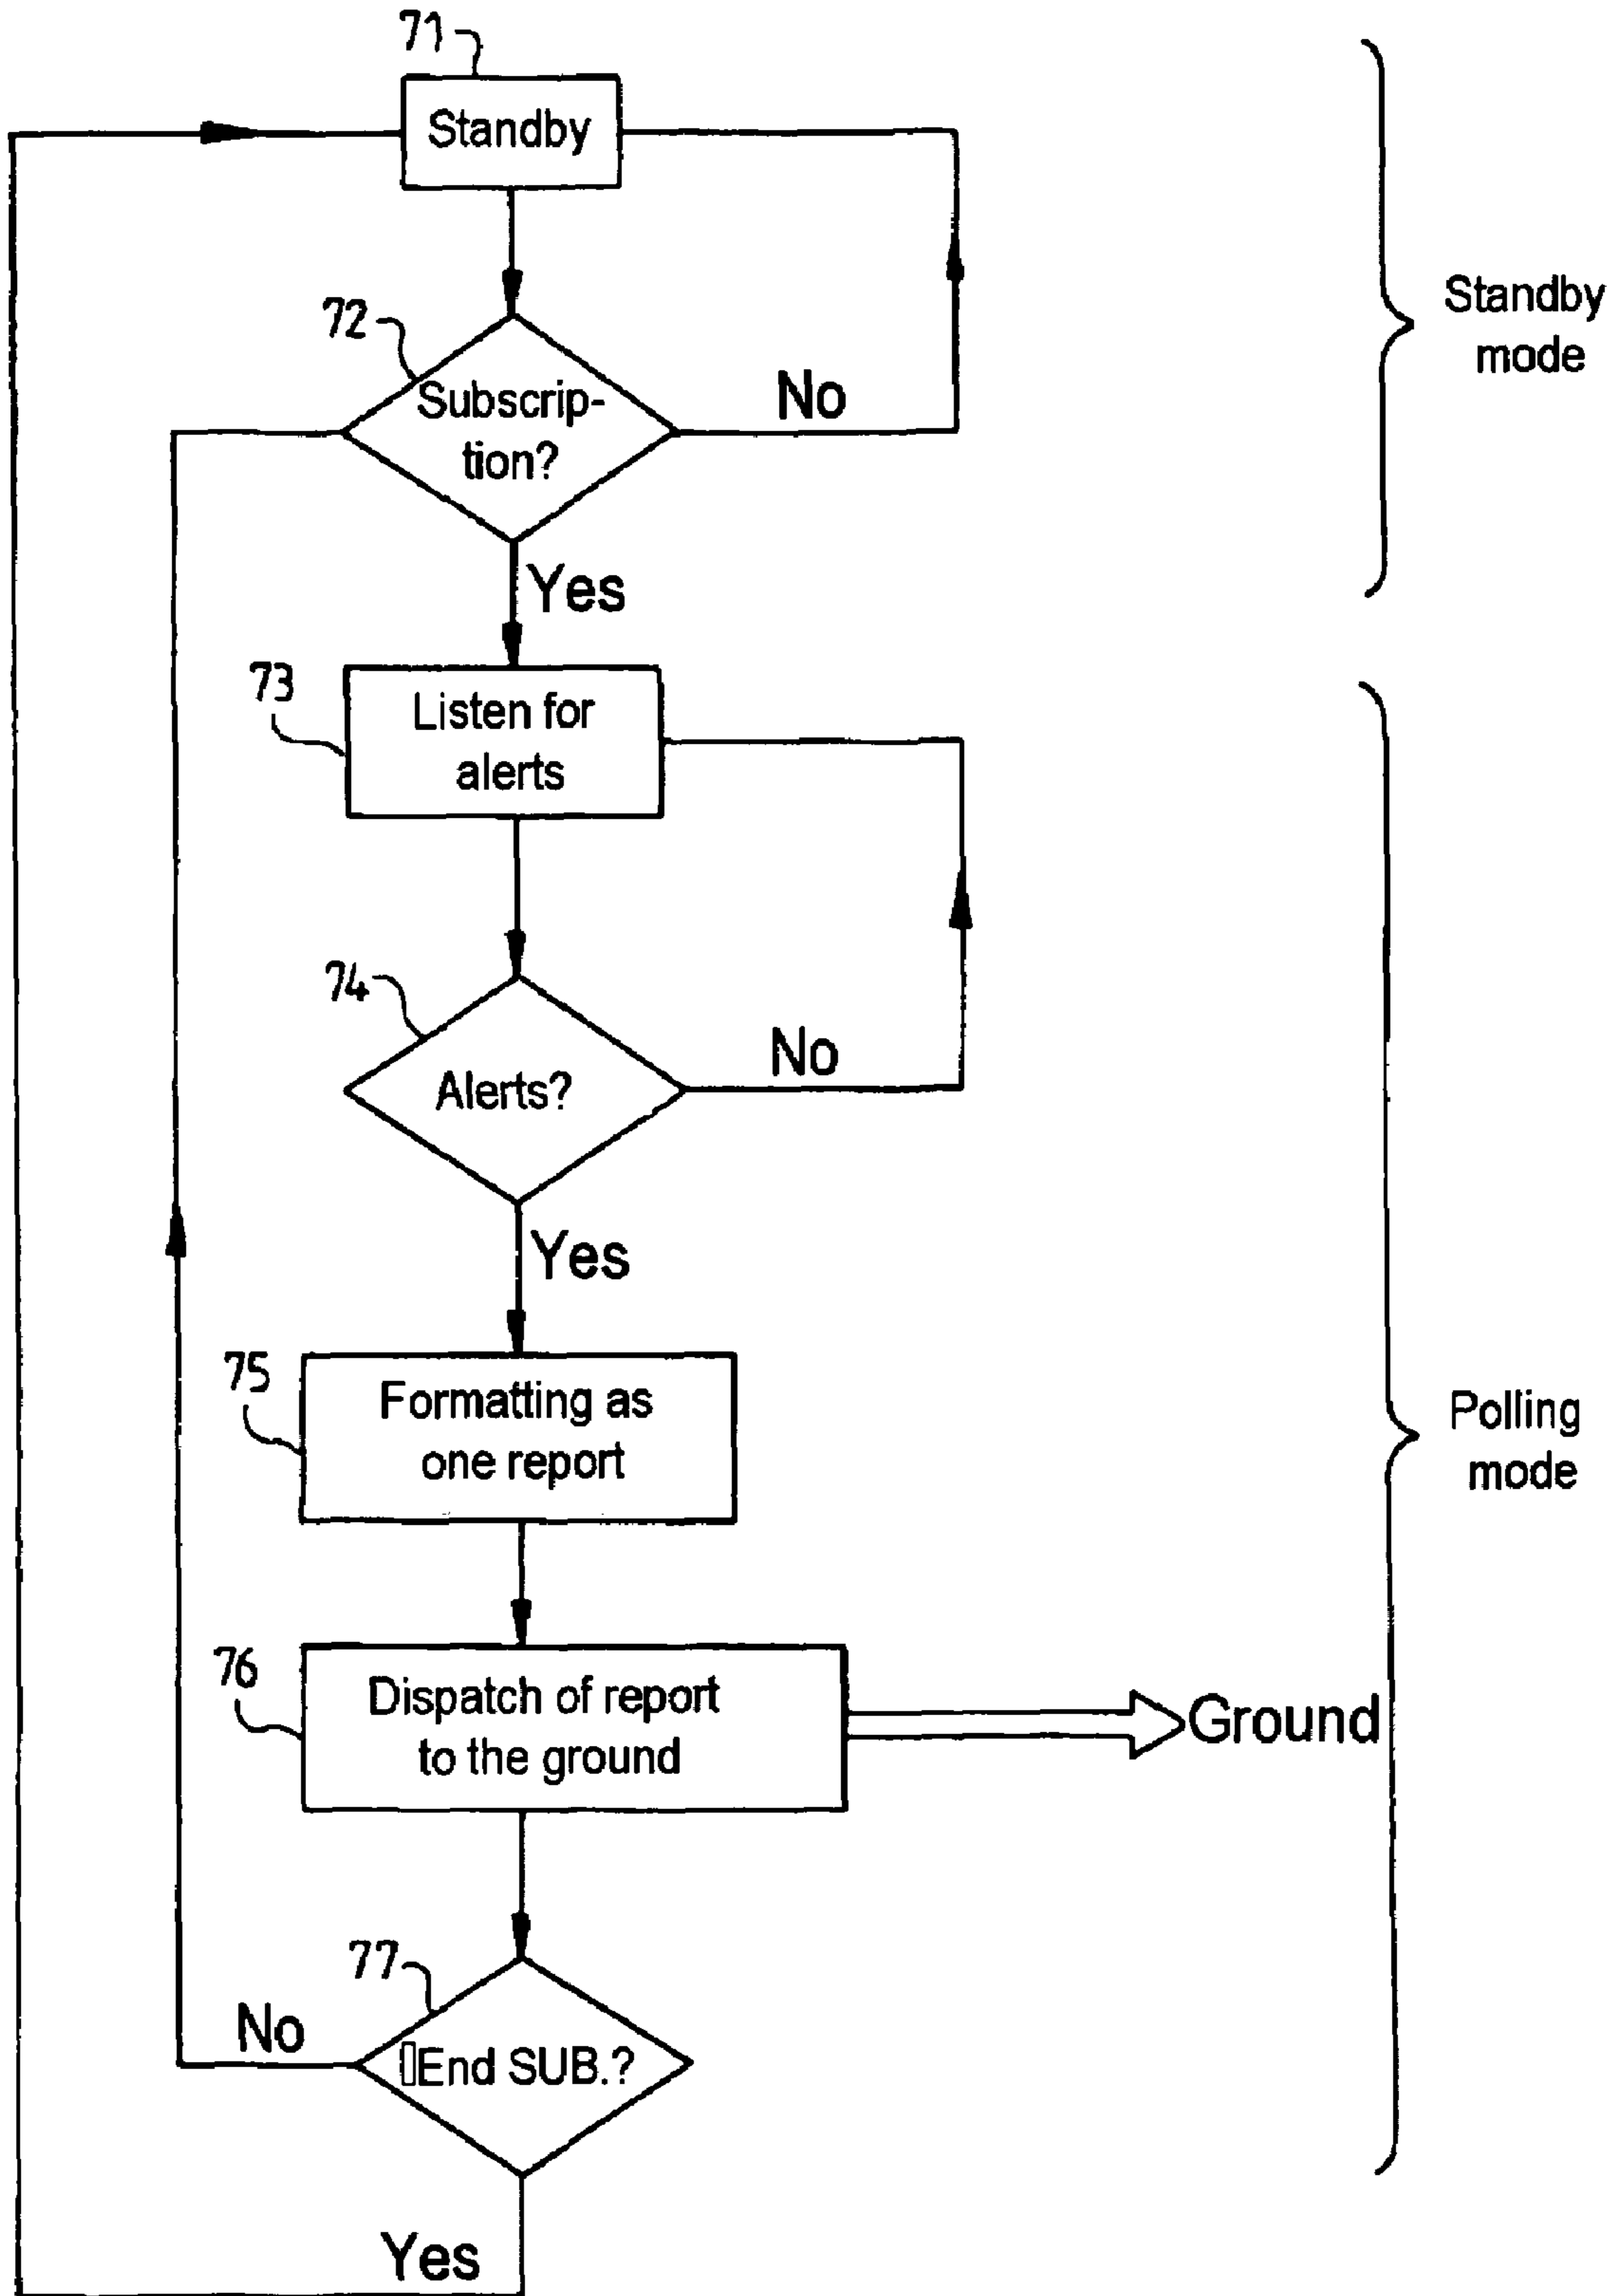 71
Standby
Standby
mode
72
Subscrip-
tion?
No
Yes
73
Listen for
alerts
74
Alerts?
No
Yes
75
Formatting as
one report
Polling
mode
76
Dispatch of report
to the ground
Ground
77
End SUB.?
No
Yes